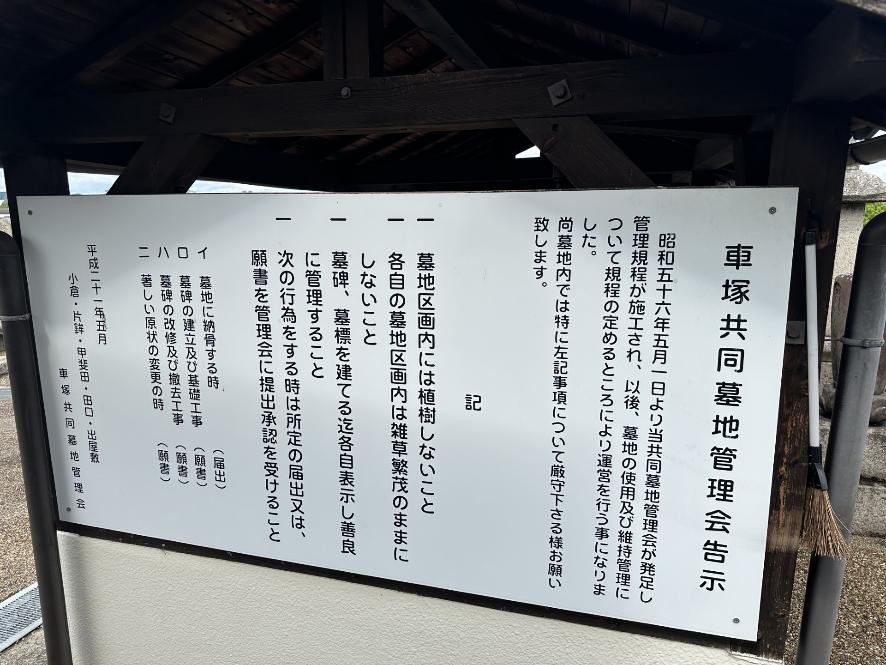 車塚共同墓地管理会告示
昭和五十六年五月一日より当共同墓地管理会が発足し
管理規程が施工され、以後、墓地の使用及び維持管理に
ついて規程の定めるところにより運営を行う事になりま
した。
尚墓地内では特に左記事項について厳守下さる様お願い
致します。
記
一 墓地区画内には植樹しないこと
一 各自の墓地区画内は雑草繁茂のままに
しないこと
一 墓碑、墓標を建てる迄各自表示し善良
に管理すること
一 次の行為をする時は所定の届出又は、
願書を管理会に提出承認を受けること
イ 墓地に納骨する時 (届出)
ロ 墓碑の建立及び基礎工事 (願書)
ハ 墓碑の改修及び撤去工事 (願書)
ニ 著しい原状の変更の時 (願書)
平成二十一年五月
小倉・片鉾・甲斐田・田口・出屋敷
車塚共同墓地管理会